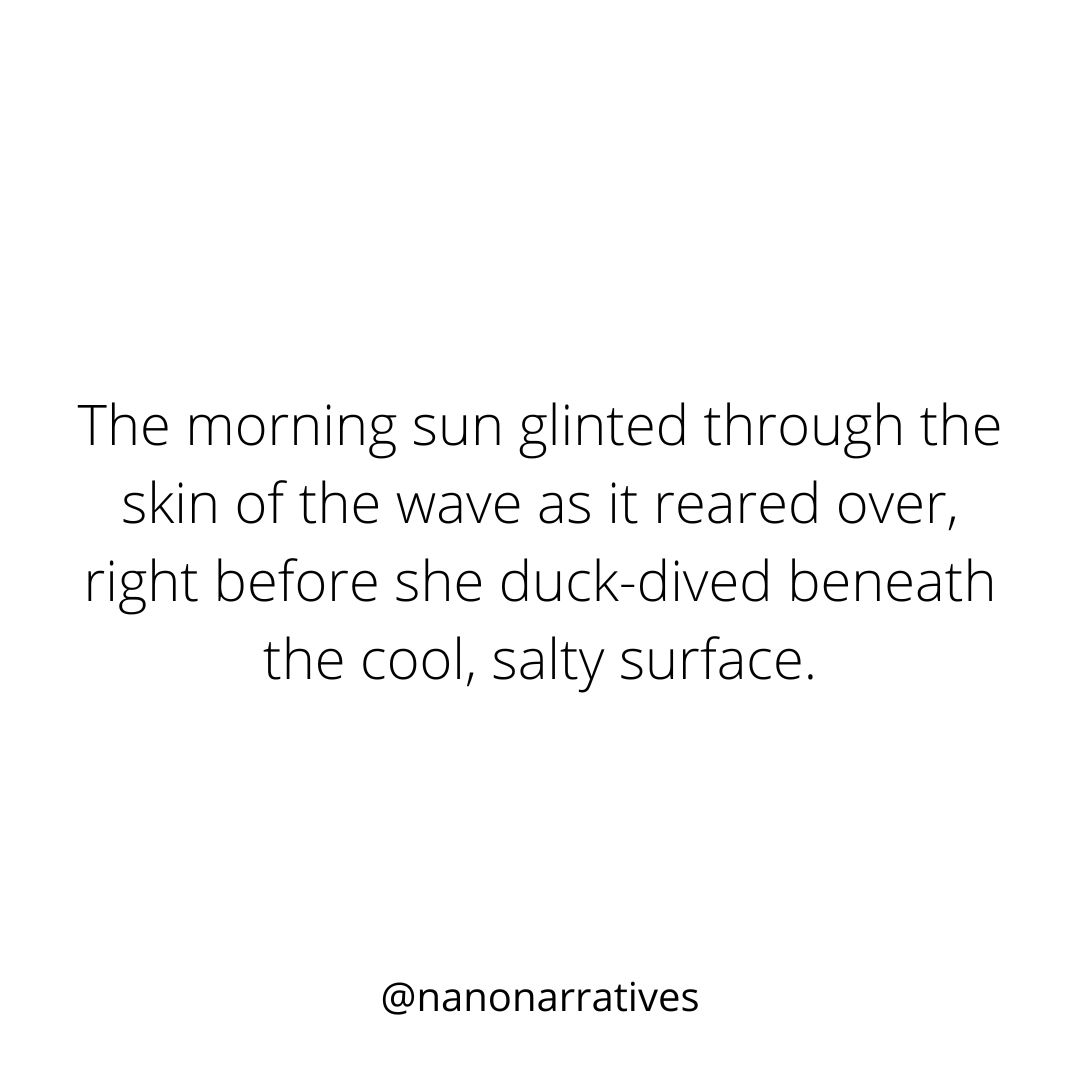 The morning sun glinted through the
skin of the wave as it reared over,
right before she duck-dived beneath
the cool, salty surface.
@nanonarratives